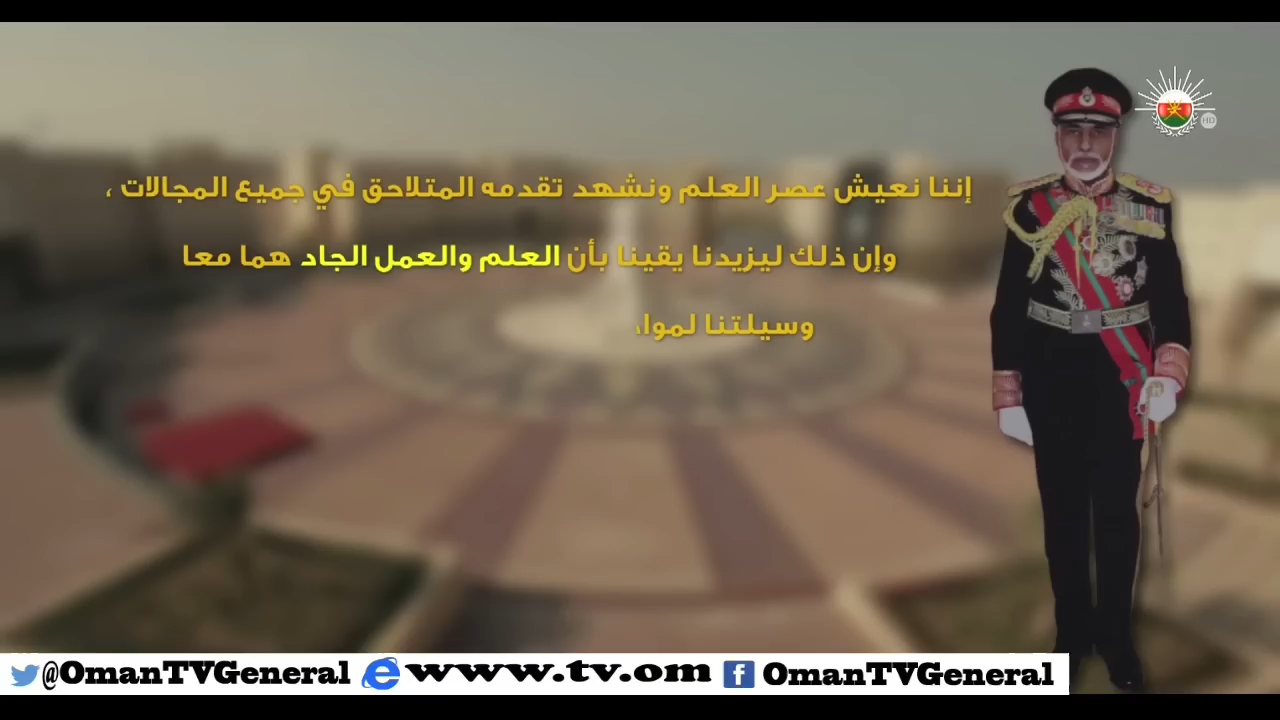 إننا نعيش عصر العلم ونشهد تقدمه المتلاحق في جميع المجالات ،
وإن ذلك ليزيدنا يقينا بأن العلم والعمل الجاد هما معا
وسيلتنا
HD
@OmanTVGeneral www.tv.om OmanTVGeneral